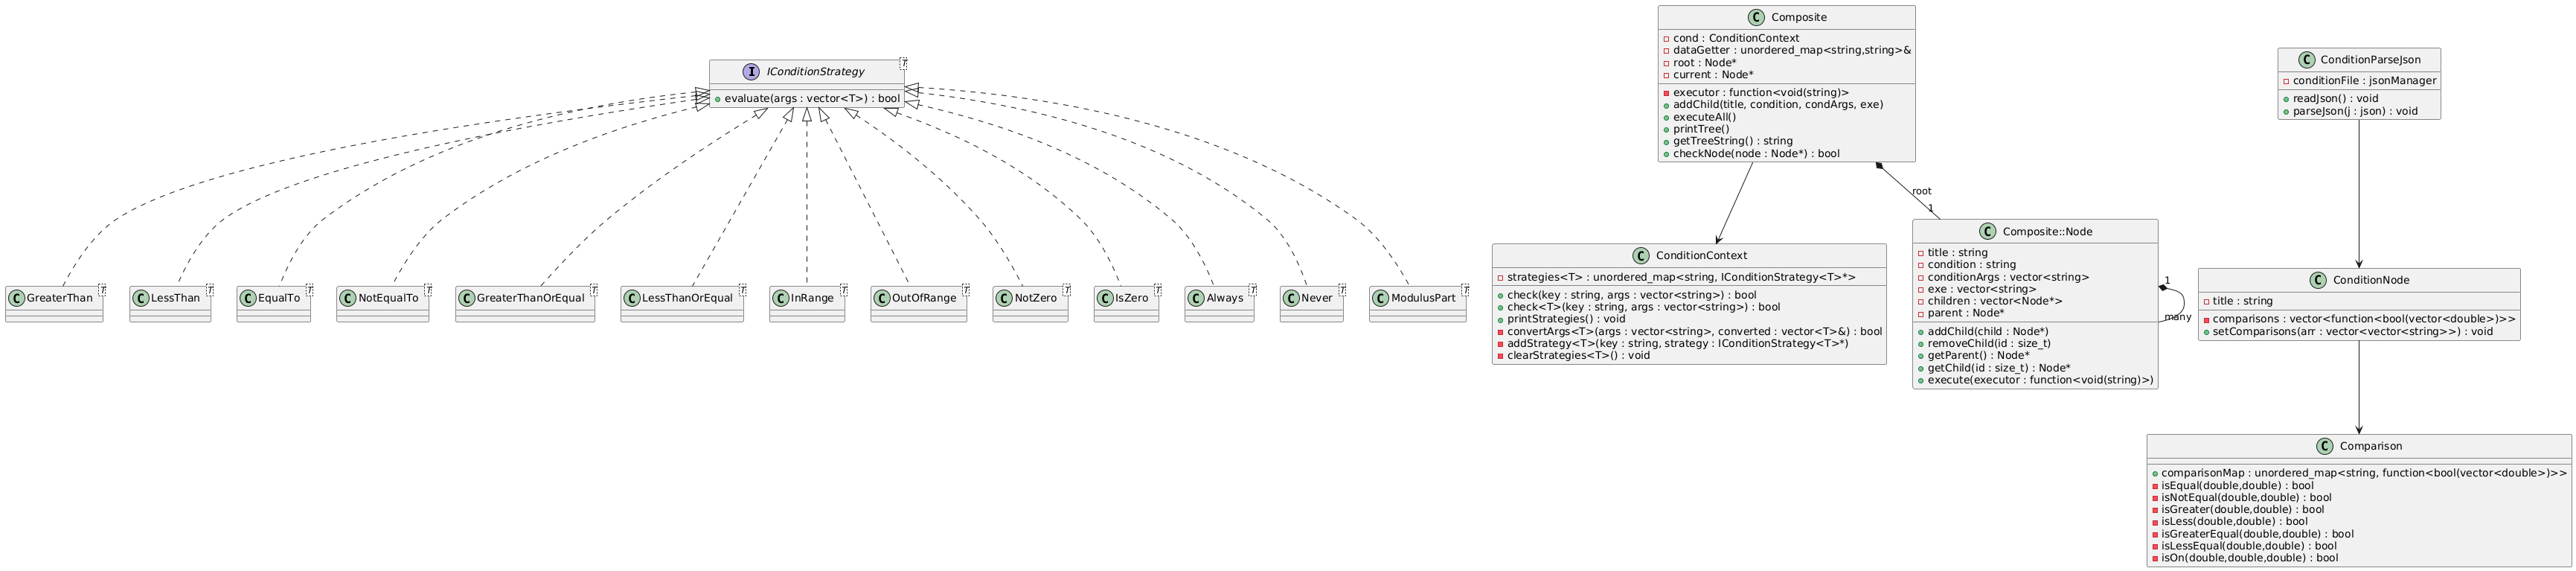 I IConditionStrategy T
evaluate(args : vector<T>) : bool
C GreaterThan T
C LessThan T
C EqualTo T
C NotEqualTo T
C GreaterThanOrEqual T
C LessThanOrEqual T
C InRange T
C OutOfRange T
C NotZero T
C IsZero T
C Always T
C Never T
C ModulusPart T
C Composite
cond : ConditionContext
dataGetter : unordered_map<string,string>&
root : Node*
current : Node*
executor : function<void(string)>
addChild(title, condition, condArgs, exe)
executeAll()
printTree()
getTreeString() : string
checkNode(node : Node*) : bool
root
1
C ConditionContext
strategies<T> : unordered_map<string, IConditionStrategy<T>*>
check(key : string, args : vector<string>) : bool
check<T>(key : string, args : vector<string>) : bool
printStrategies() : void
convertArgs<T>(args : vector<string>, converted : vector<T>&) : bool
addStrategy<T>(key : string, strategy : IConditionStrategy<T>*)
clearStrategies<T>() : void
C Composite::Node
title : string
condition : string
conditionArgs : vector<string>
exe : vector<string>
children : vector<Node*>
parent : Node*
addChild(child : Node*)
removeChild(id : size_t)
getParent() : Node*
getChild(id : size_t) : Node*
execute(executor : function<void(string)>)
1
many
C ConditionParseJson
conditionFile : jsonManager
readJson() : void
parseJson(j : json) : void
C ConditionNode
title : string
comparisons : vector<function<bool(vector<double>)>>
setComparisons(arr : vector<vector<string>>) : void
C Comparison
comparisonMap : unordered_map<string, function<bool(vector<double>)>>
isEqual(double,double) : bool
isNotEqual(double,double) : bool
isGreater(double,double) : bool
isLess(double,double) : bool
isGreaterEqual(double,double) : bool
isLessEqual(double,double) : bool
isOn(double,double,double) : bool